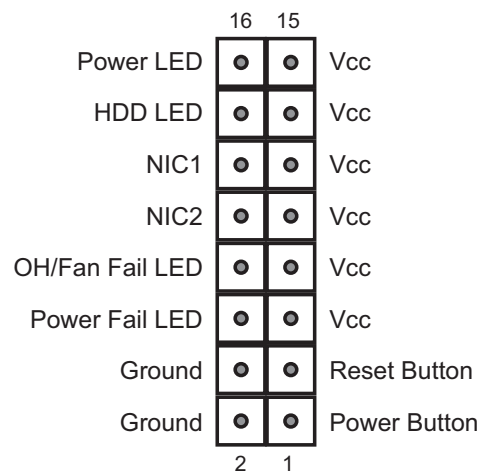 16 15
Power LED Vcc
HDD LED Vcc
NIC1 Vcc
NIC2 Vcc
OH/Fan Fail LED Vcc
Power Fail LED Vcc
Ground Reset Button
Ground Power Button
2 1